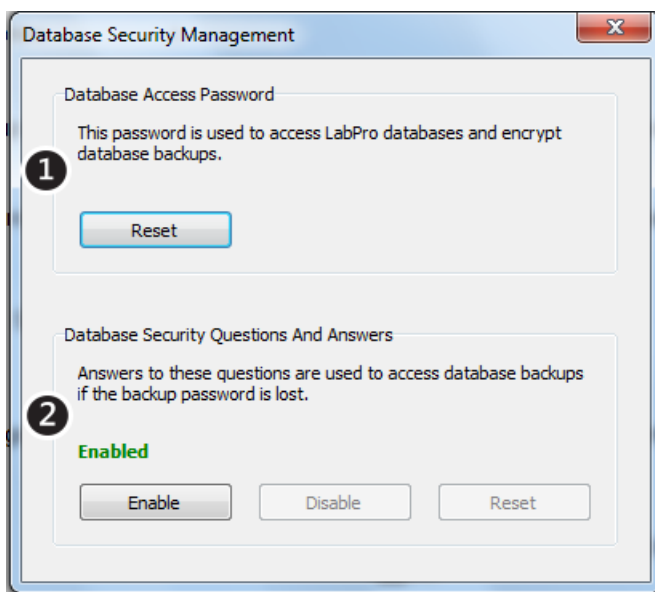 Database Security Management
Database Access Password
This password is used to access LabPro databases and encrypt
database backups.
1
Reset
Database Security Questions And Answers
Answers to these questions are used to access database backups
if the backup password is lost.
2
Enabled
Enable Disable Reset